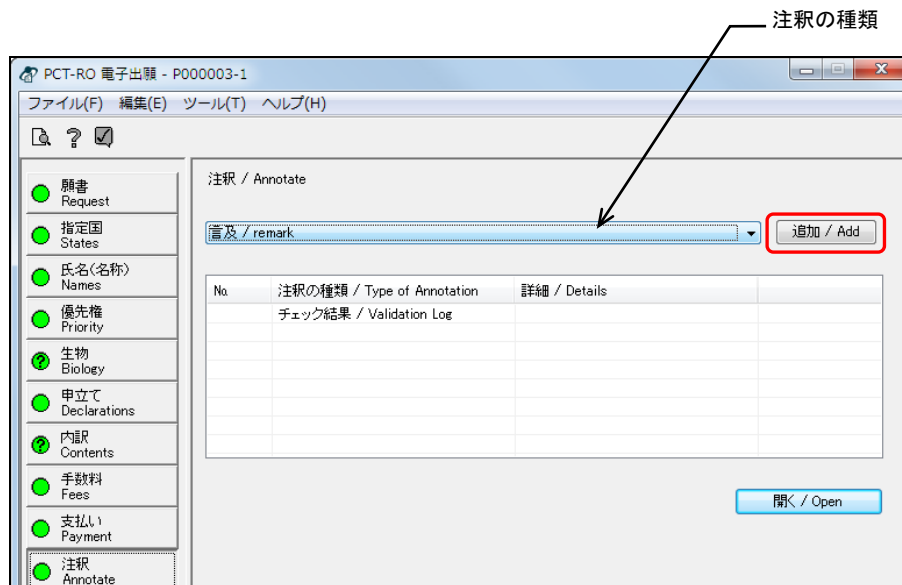 注釈の種類
PCT-RO 電子出願 - P000003-1
ファイル(F) 編集(E) ツール(T) ヘルプ(H)
願書
Request
指定国
States
氏名(名称)
Names
優先権
Priority
生物
Biology
申立て
Declarations
内訳
Contents
手数料
Fees
支払い
Payment
注釈
Annotate
注釈 / Annotate
言及 / remark
追加 / Add
No. 注釈の種類 / Type of Annotation 詳細 / Details
チェック結果 / Validation Log
開く / Open